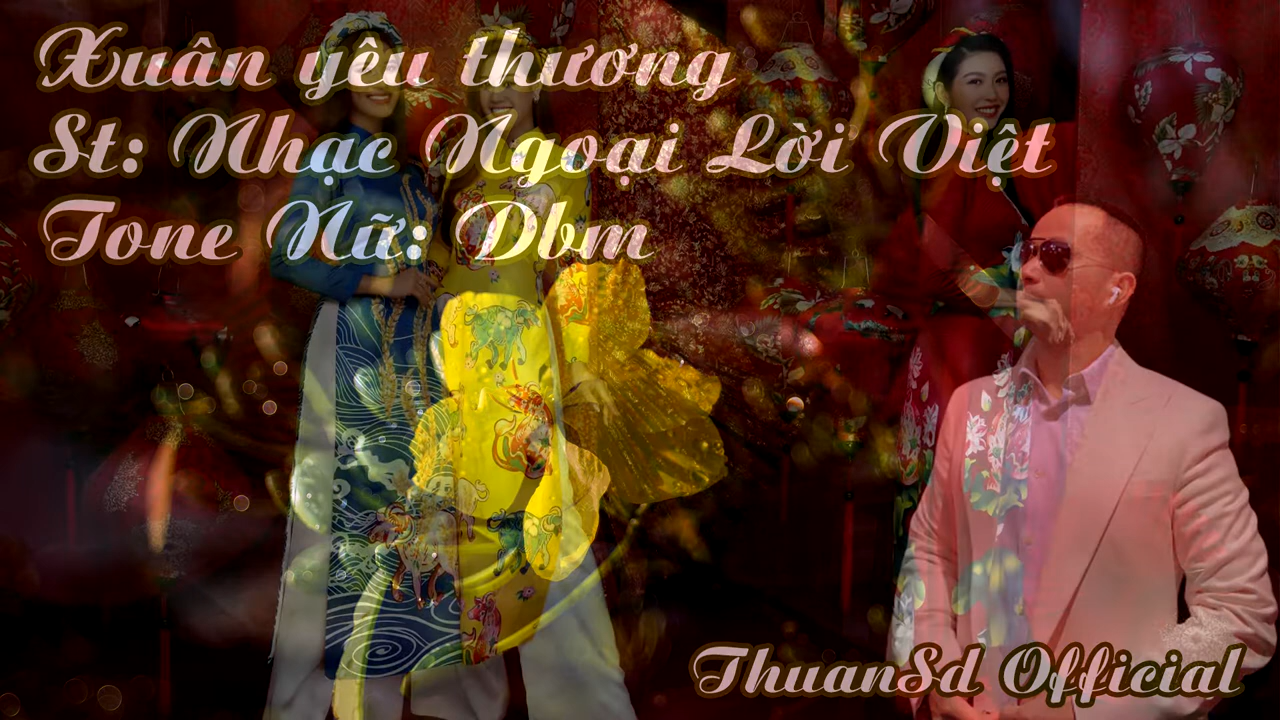 Xuân yêu thương
St: Nhạc Ngoại Lời Việt
Tone Nữ: Dbm
ThuanSd Official